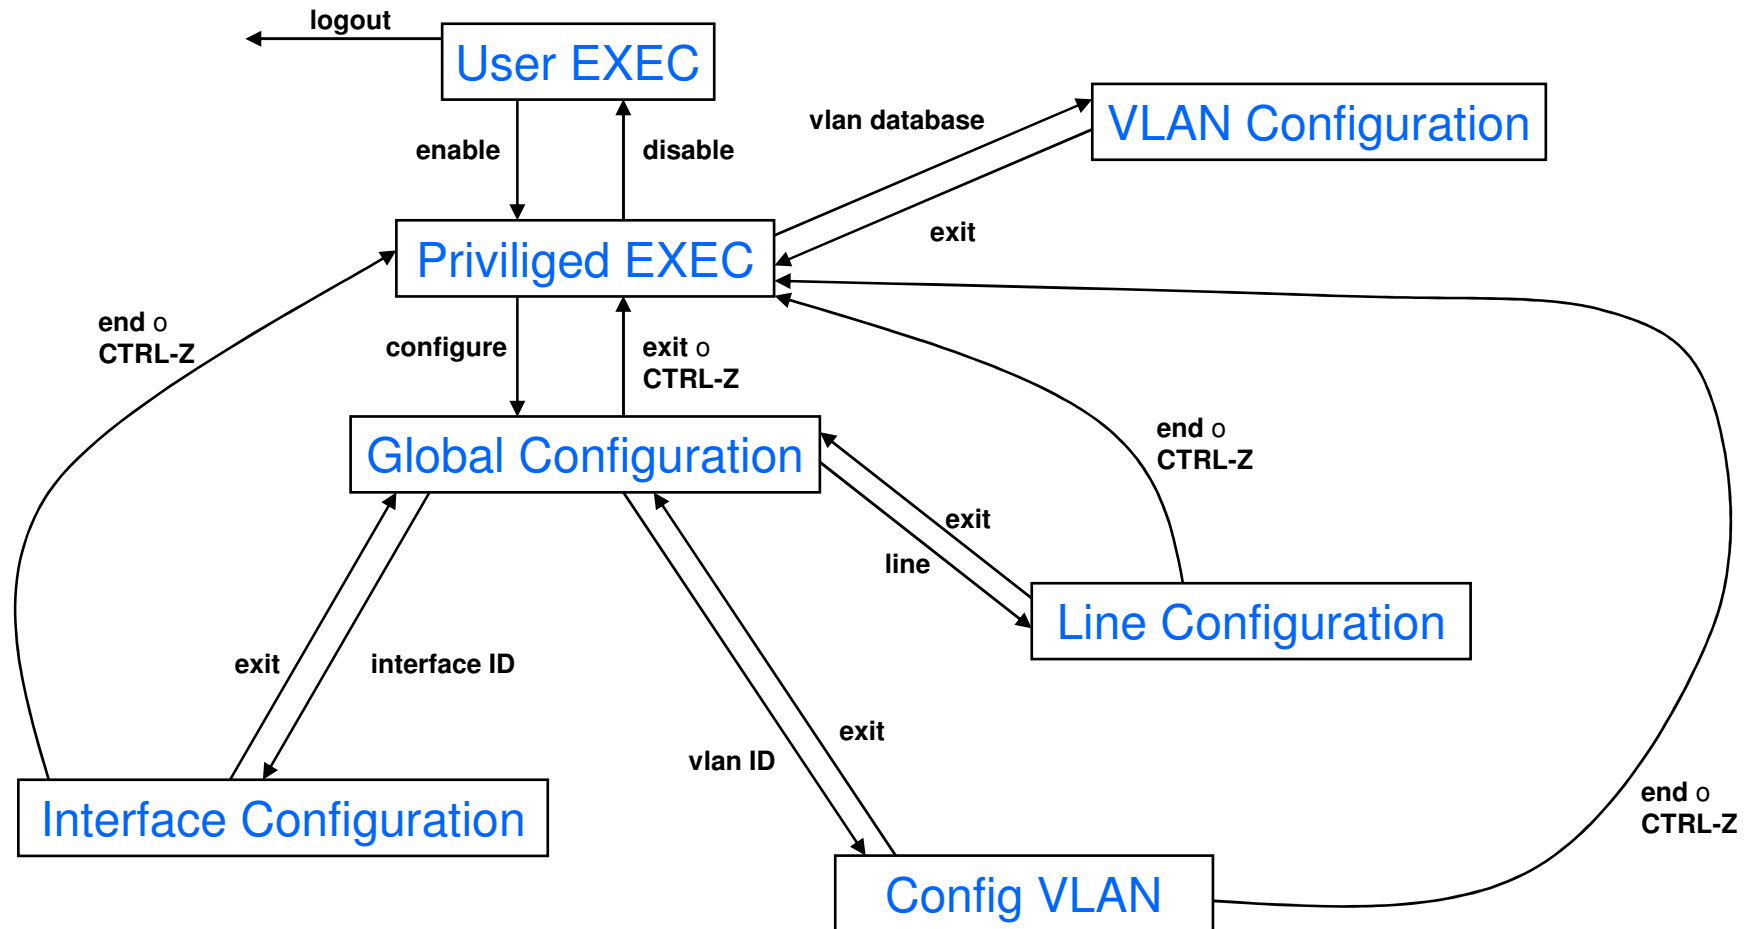 logout
User EXEC
vlan database
VLAN Configuration
enable
disable
exit
Priviliged EXEC
end o
CTRL-Z
configure
exit o
CTRL-Z
Global Configuration
end o
CTRL-Z
exit
line
Line Configuration
exit
interface ID
exit
vlan ID
Interface Configuration
end o
CTRL-Z
Config VLAN